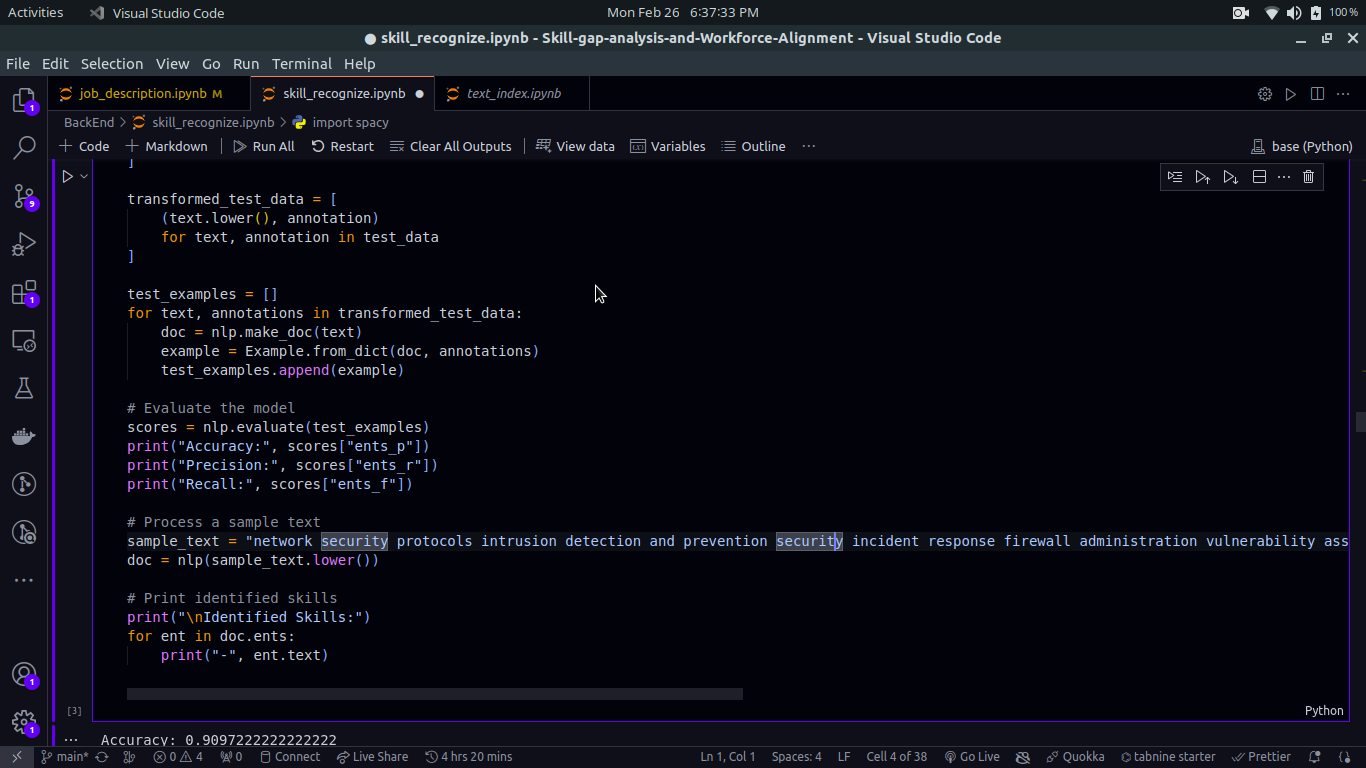 Activities Visual Studio Code Mon Feb 26 6:37:33 PM 100%
skill_recognize.ipynb - Skill-gap-analysis-and-Workforce-Alignment - Visual Studio Code
File Edit Selection View Go Run Terminal Help
job_description.ipynb M skill_recognize.ipynb text_index.ipynb
BackEnd > skill_recognize.ipynb > import spacy
Code Markdown Run All Restart Clear All Outputs View data Variables Outline base (Python)
]
transformed_test_data = [
(text.lower(), annotation)
for text, annotation in test_data
]
test_examples = []
for text, annotations in transformed_test_data:
doc = nlp.make_doc(text)
example = Example.from_dict(doc, annotations)
test_examples.append(example)
# Evaluate the model
scores = nlp.evaluate(test_examples)
print("Accuracy:", scores["ents_p"])
print("Precision:", scores["ents_r"])
print("Recall:", scores["ents_f"])
# Process a sample text
sample_text = "network security protocols intrusion detection and prevention security incident response firewall administration vulnerability ass
doc = nlp(sample_text.lower())
# Print identified skills
print("\nIdentified Skills:")
for ent in doc.ents:
print("-", ent.text)
[3] Python
Accuracy: 0.9097222222222222
1
9
1
1
1
main* 0 4 0 Connect Live Share 4 hrs 20 mins Ln 1, Col 1 Spaces: 4 LF Cell 4 of 38 Go Live Quokka tabnine starter Prettier